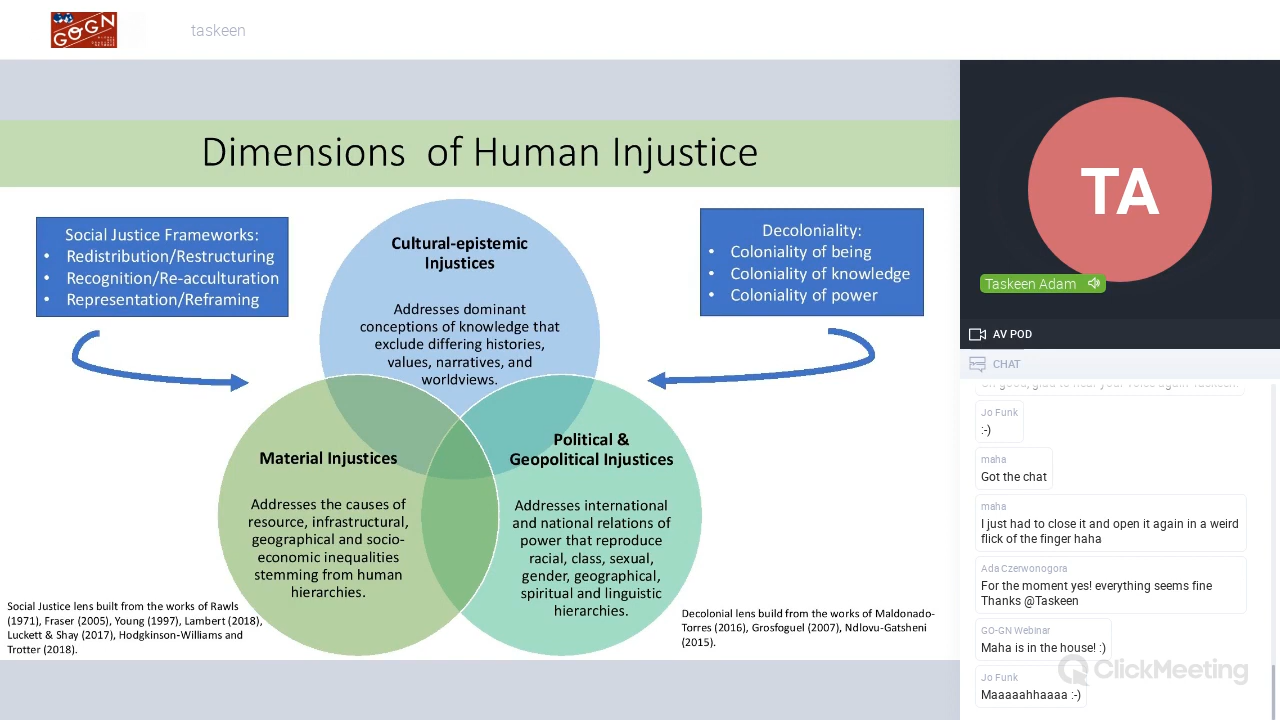 GOGN
taskeen
Dimensions of Human Injustice
Social Justice Frameworks:
• Redistribution/Restructuring
• Recognition/Re-acculturation
• Representation/Reframing
Cultural-epistemic
Injustices
Addresses dominant
conceptions of knowledge that
exclude differing histories,
values, narratives, and
worldviews.
Decoloniality:
• Coloniality of being
• Coloniality of knowledge
• Coloniality of power
Material Injustices
Addresses the causes of
resource, infrastructural,
geographical and socio-
economic inequalities
stemming from human
hierarchies.
Political &
Geopolitical Injustices
Addresses international
and national relations of
power that reproduce
racial, class, sexual,
gender, geographical,
spiritual and linguistic
hierarchies.
Social Justice lens built from the works of Rawls
(1971), Fraser (2005), Young (1997), Lambert (2018),
Luckett & Shay (2017), Hodgkinson-Williams and
Trotter (2018).
Decolonial lens build from the works of Maldonado-
Torres (2016), Grosfoguel (2007), Ndlovu-Gatsheni
(2015).
TA
Taskeen Adam
AV POD
CHAT
glad to hear your voice again Taskeen!
Jo Funk
:-)
maha
Got the chat
maha
I just had to close it and open it again in a weird
flick of the finger haha
Ada Czerwonogora
For the moment yes! everything seems fine
Thanks @Taskeen
GO-GN Webinar
Maha is in the house! :)
Jo Funk
Maaaaahhaaaa :-)
ClickMeeting